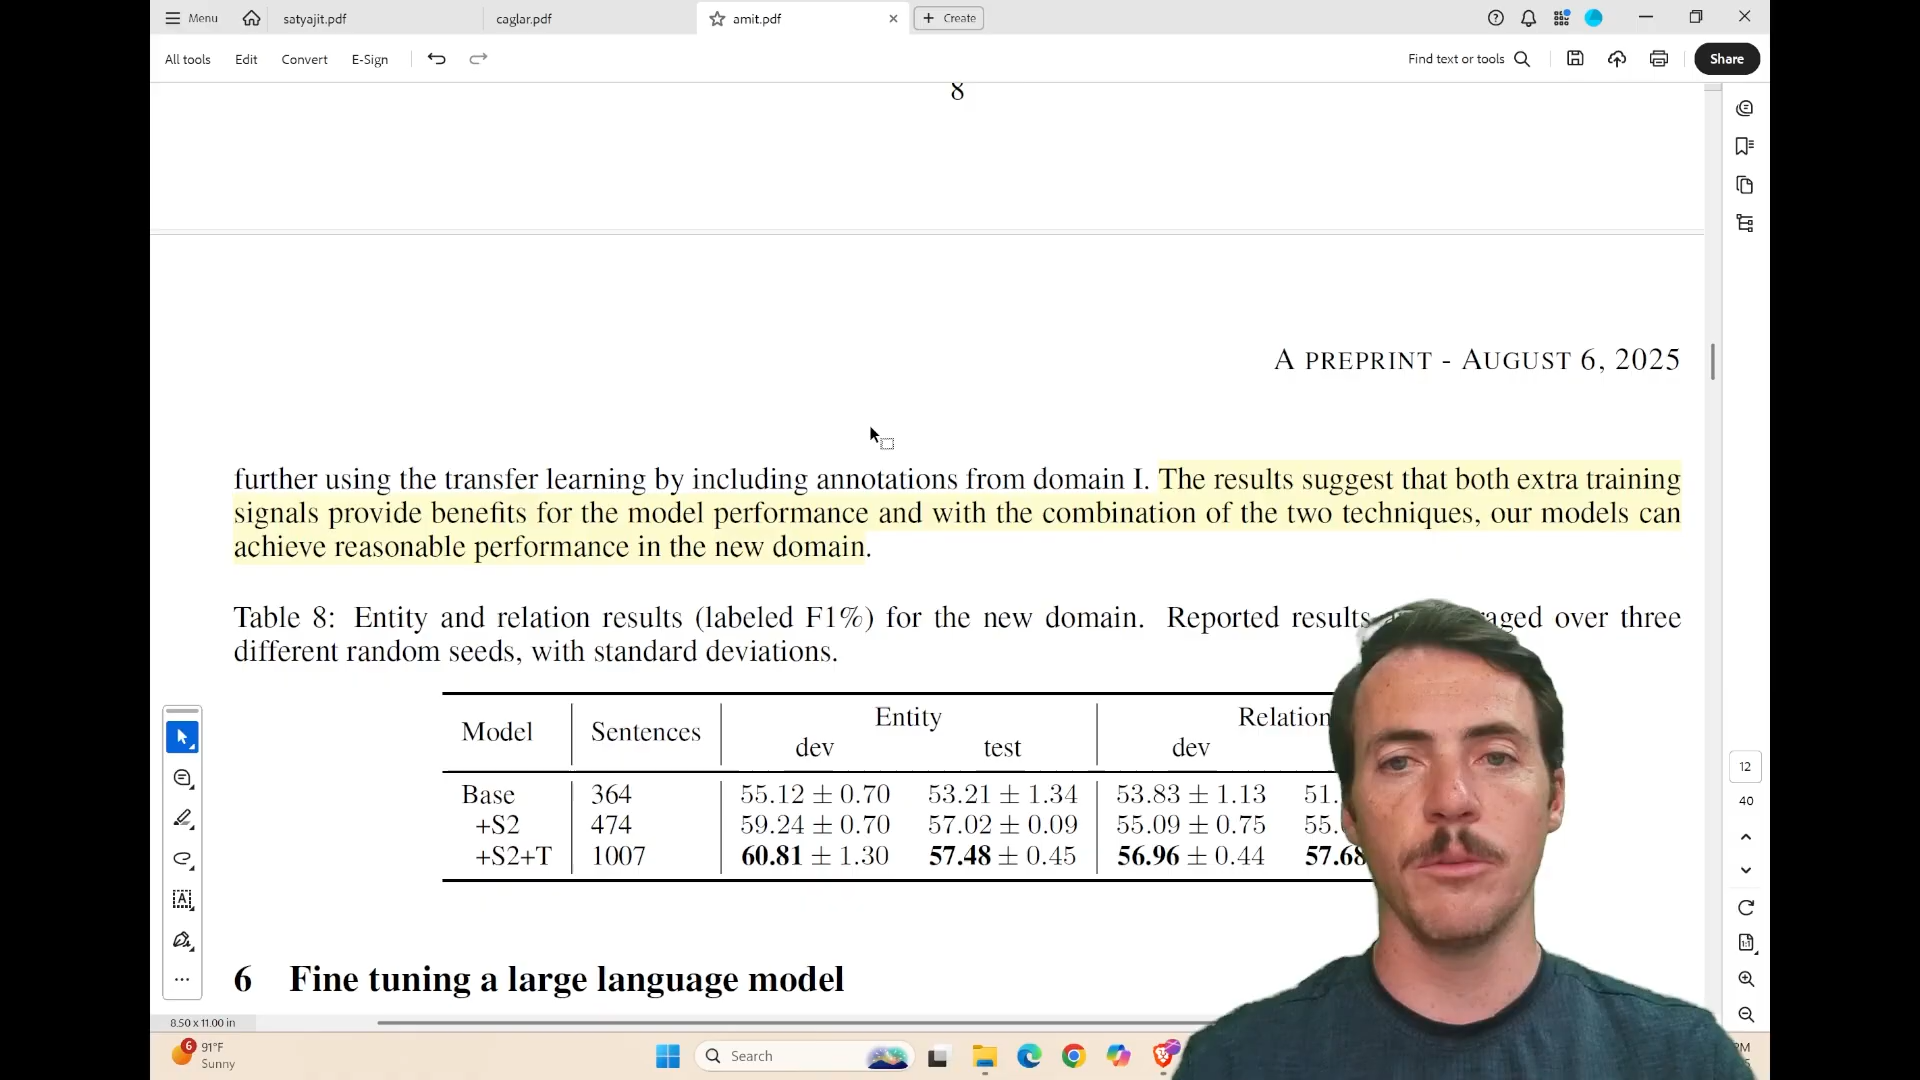 Menu
satyajit.pdf
caglar.pdf
amit.pdf
Create
All tools
Edit
Convert
E-Sign
Find text or tools
Share
8
A PREPRINT - AUGUST 6, 2025
further using the transfer learning by including annotations from domain I. The results suggest that both extra training
signals provide benefits for the model performance and with the combination of the two techniques, our models can
achieve reasonable performance in the new domain.
Table 8: Entity and relation results (labeled F1%) for the new domain. Reported results over three
different random seeds, with standard deviations.
Model Sentences Entity Relation
dev test dev
Base 364 55.12 ± 0.70 53.21 ± 1.34 53.83 ± 1.13 51.
+S2 474 59.24 ± 0.70 57.02 ± 0.09 55.09 ± 0.75 55.
+S2+T 1007 60.81 ± 1.30 57.48 ± 0.45 56.96 ± 0.44 57.68
6 Fine tuning a large language model
12
40
8.50 x 11.00 in
6
91°F
Sunny
Search